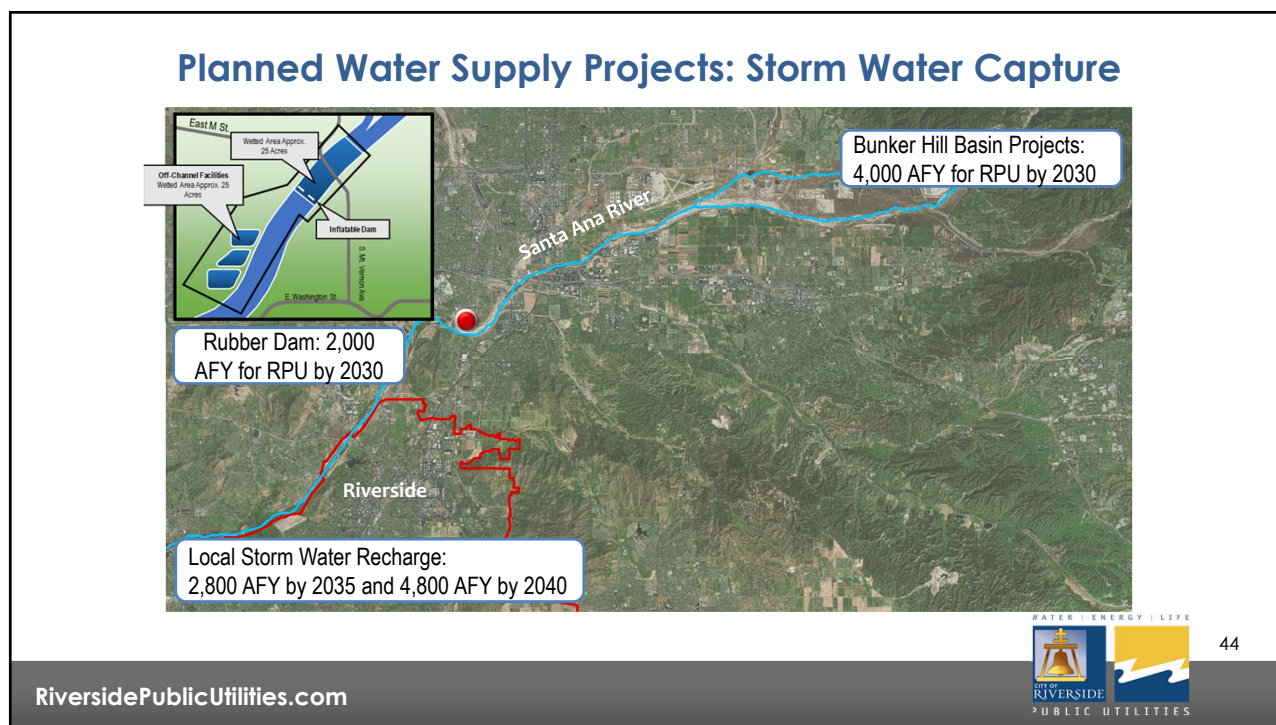 Planned Water Supply Projects: Storm Water Capture
East M St.
Wetted Area Approx.
25 Acres
Off-Channel Facilities
Wetted Area Approx. 25
Acres
Inflatable Dam
S. Mt. Vernon Ave.
E. Washington St.
Bunker Hill Basin Projects:
4,000 AFY for RPU by 2030
Santa Ana River
Rubber Dam: 2,000
AFY for RPU by 2030
Riverside
Local Storm Water Recharge:
2,800 AFY by 2035 and 4,800 AFY by 2040
WATER | ENERGY | LIFE
CITY OF
RIVERSIDE
PUBLIC UTILITIES
44
RiversidePublicUtilities.com